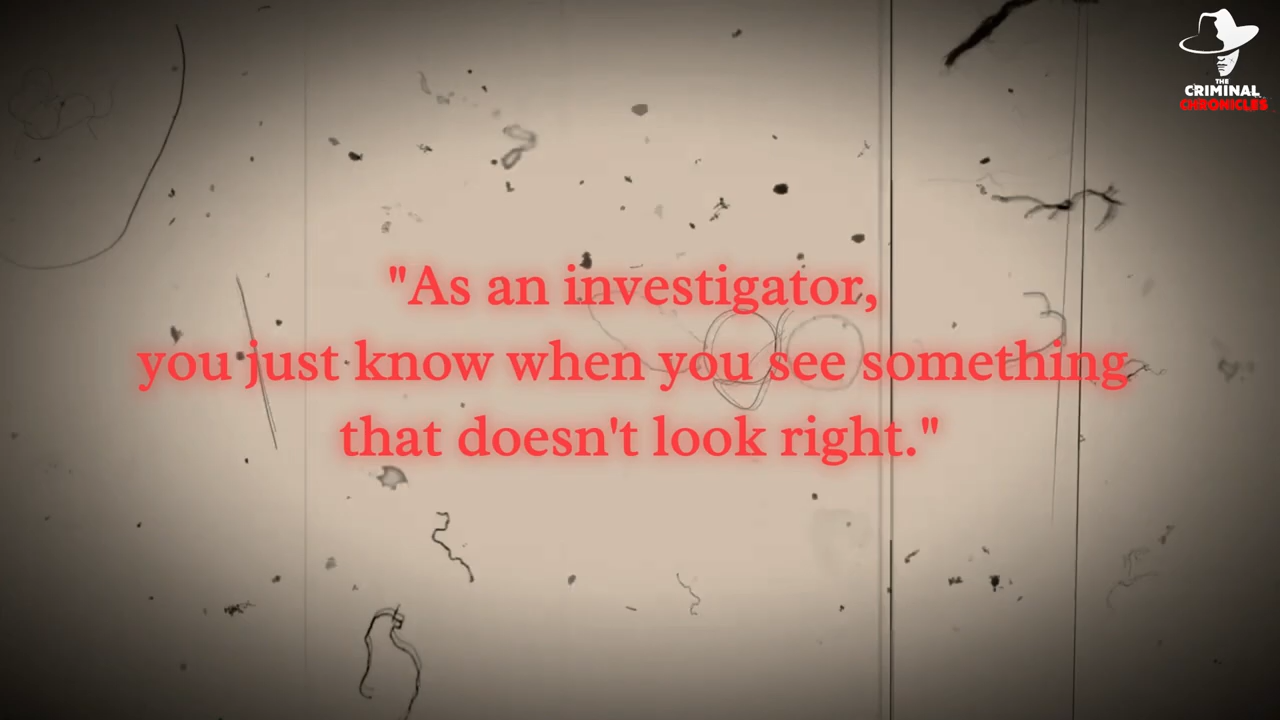 THE
CRIMINAL
CHRONICLES
"As an investigator,
you just know when you see something
that doesn't look right."